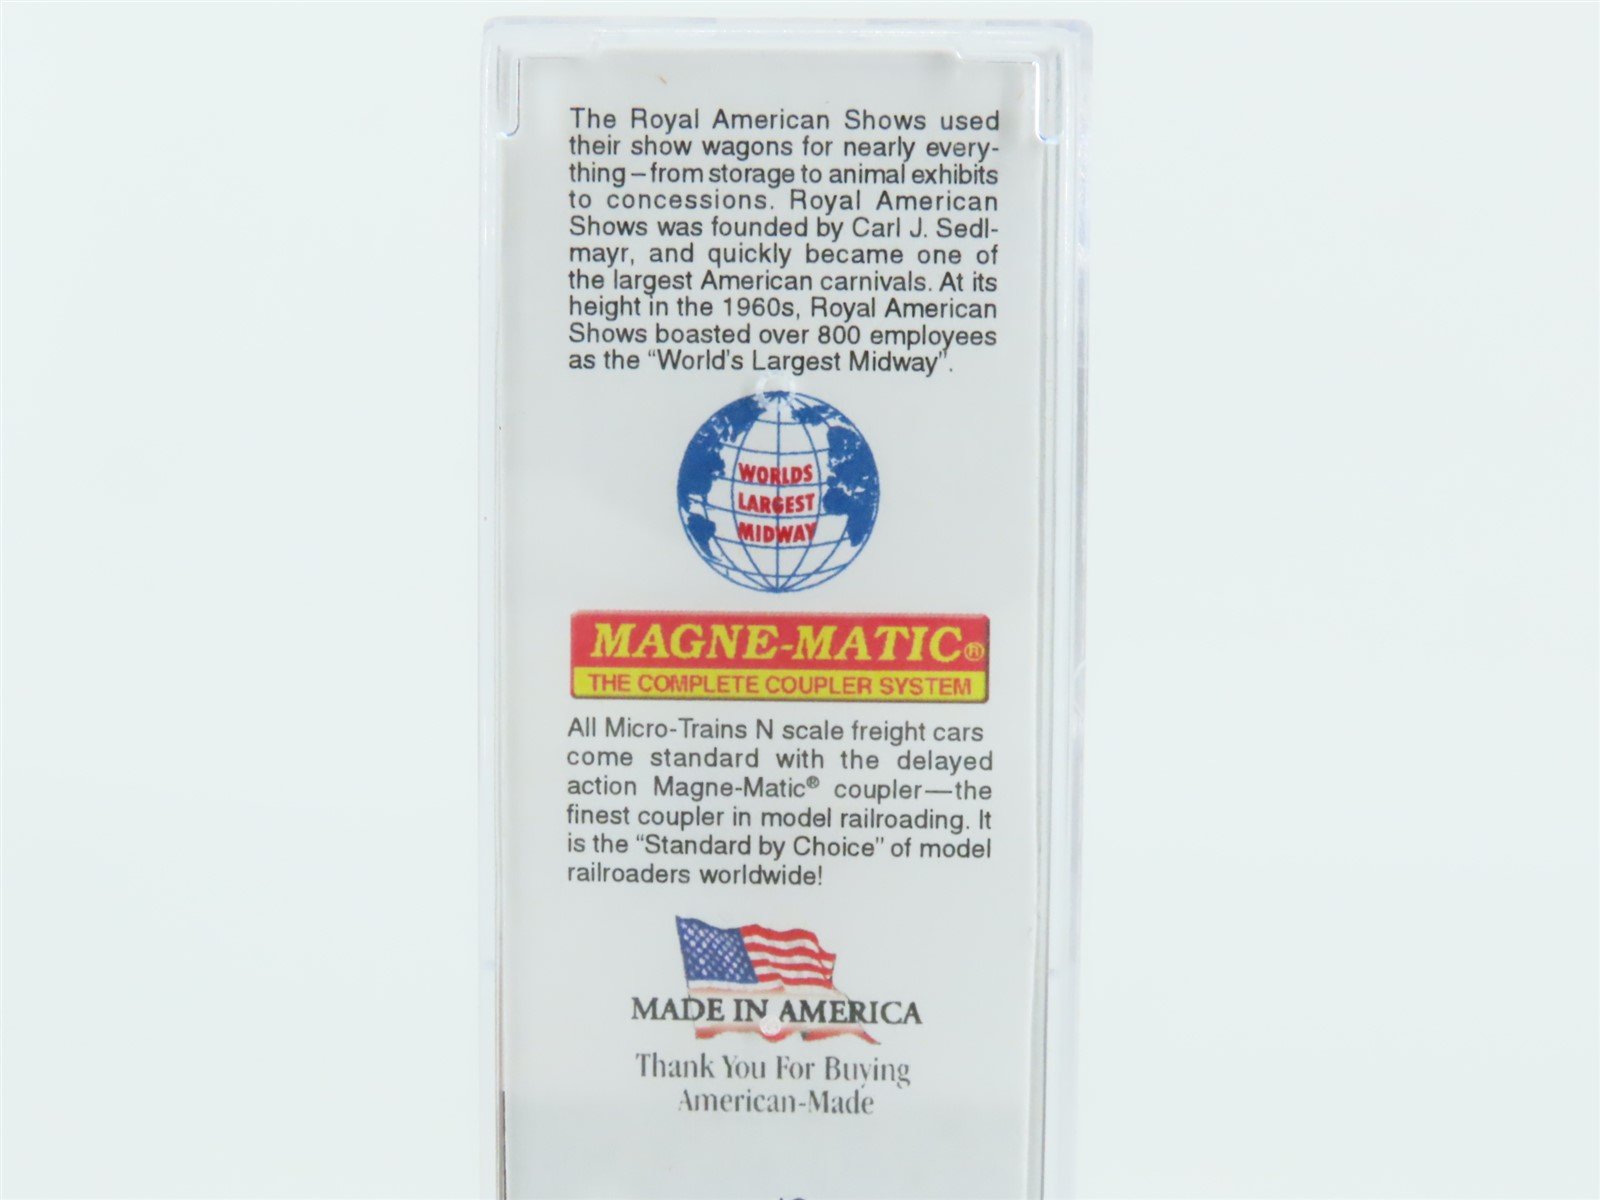 The Royal American Shows used
their show wagons for nearly every-
thing – from storage to animal exhibits
to concessions. Royal American
Shows was founded by Carl J. Sedl-
mayr, and quickly became one of
the largest American carnivals. At its
height in the 1960s, Royal American
Shows boasted over 800 employees
as the “World's Largest Midway”.
WORLDS
LARGEST
MIDWAY
MAGNE-MATIC®
THE COMPLETE COUPLER SYSTEM
All Micro-Trains N scale freight cars
come standard with the delayed
action Magne-Matic® coupler—the
finest coupler in model railroading. It
is the “Standard by Choice” of model
railroaders worldwide!
MADE IN AMERICA
Thank You For Buying
American-Made